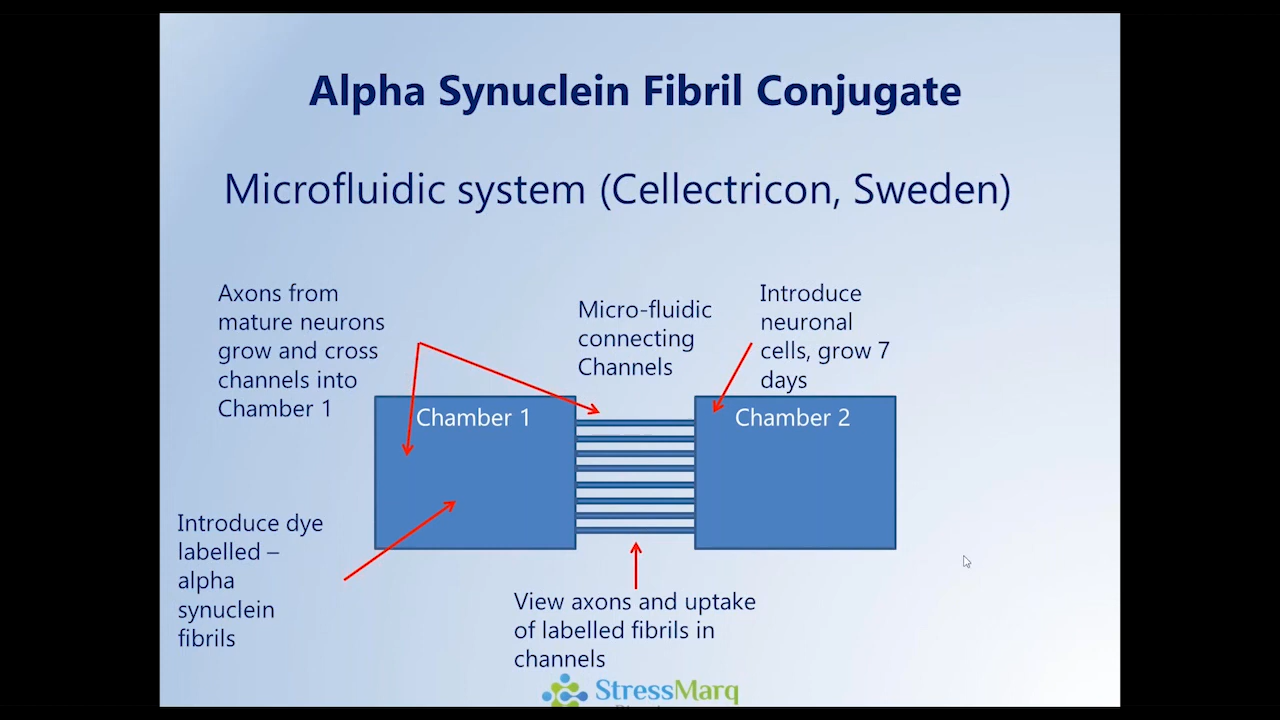 Alpha Synuclein Fibril Conjugate
Microfluidic system (Cellectricon, Sweden)
Axons from
mature neurons
grow and cross
channels into
Chamber 1
Micro-fluidic
connecting
Channels
Introduce
neuronal
cells, grow 7
days
Chamber 1
Chamber 2
Introduce dye
labelled –
alpha
synuclein
fibrils
View axons and uptake
of labelled fibrils in
channels
StressMarq